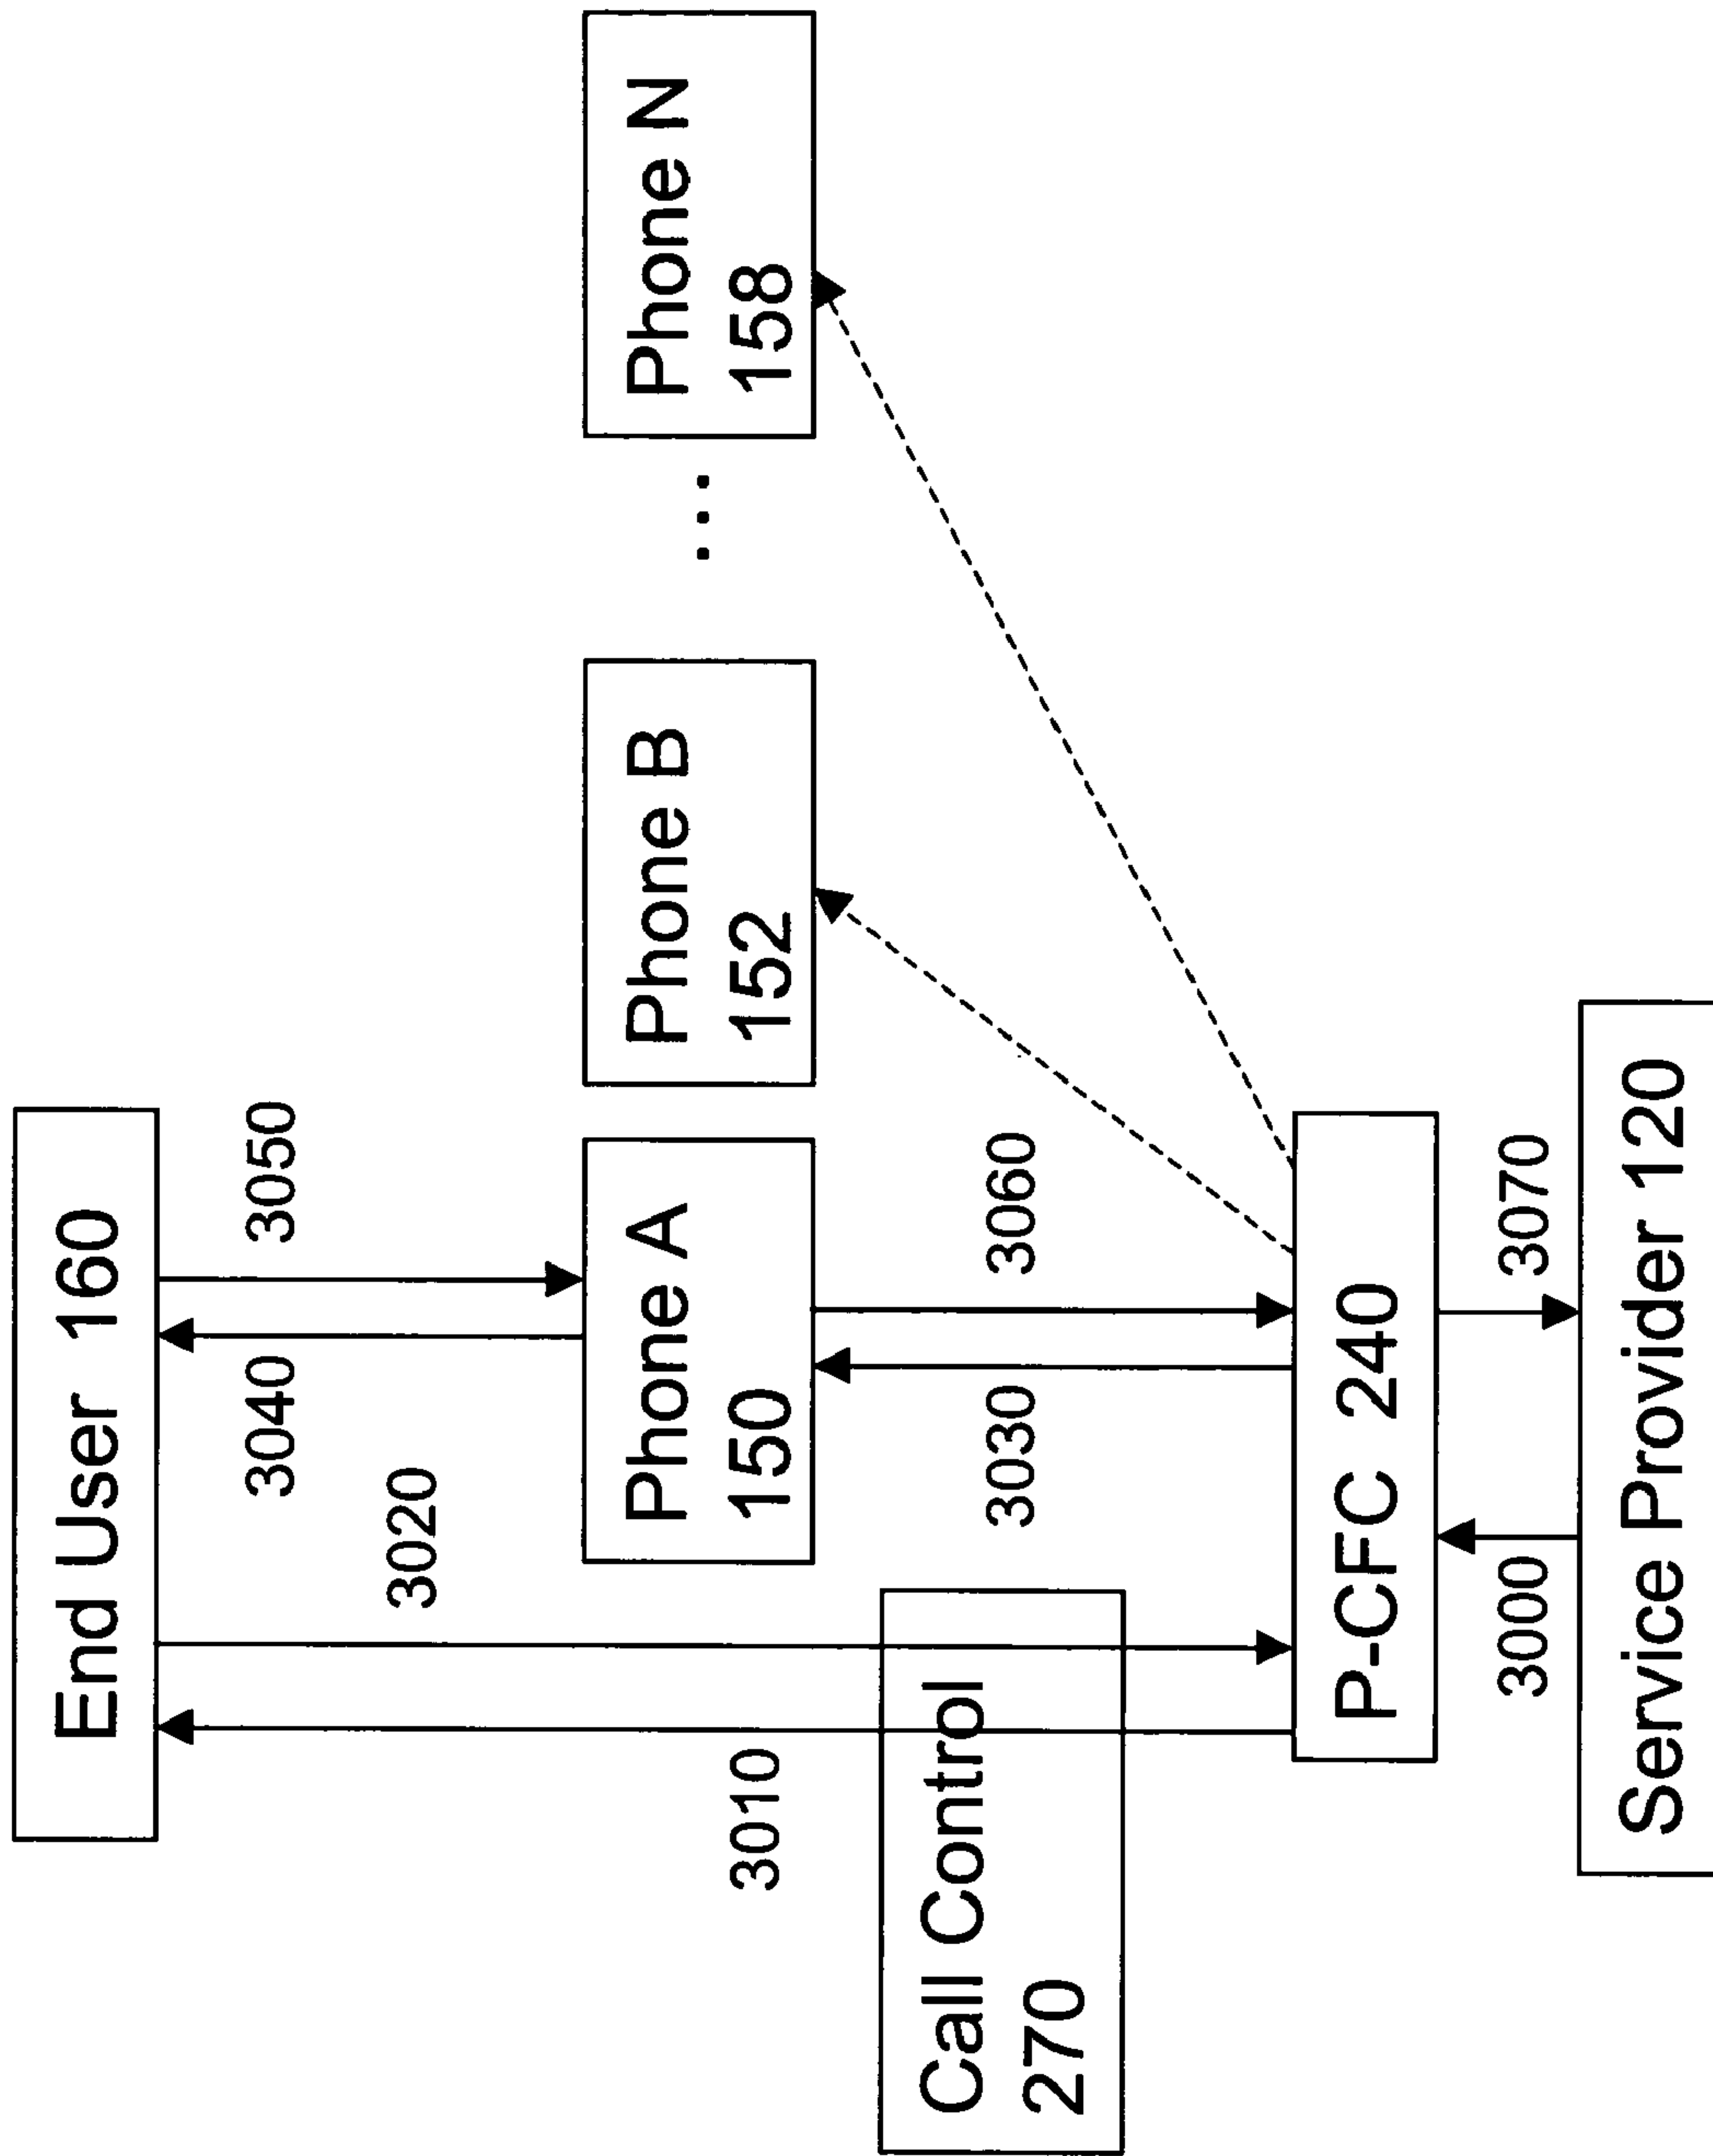 End User 160
3040
3050
3020
Phone A
150
Phone B
152
...
Phone N
158
3010
Call Control
270
3030
3060
P-CFC 240
3000
3070
Service Provider 120